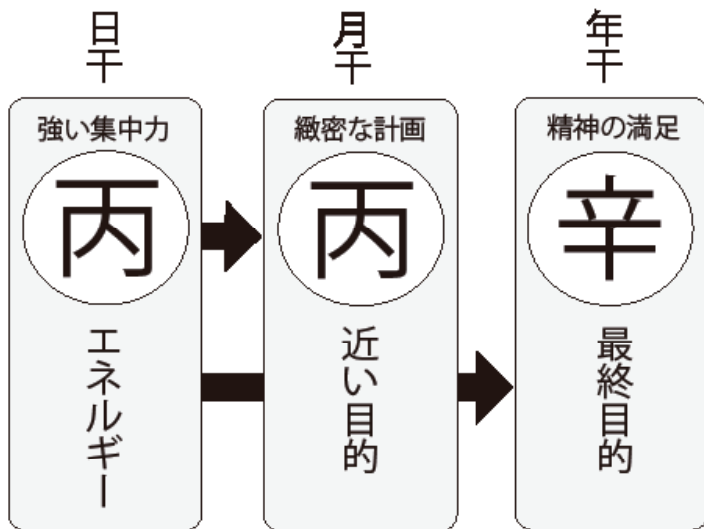 日干
強い集中力
丙
エネルギー
月干
緻密な計画
丙
近い目的
年干
精神の満足
辛
最終目的